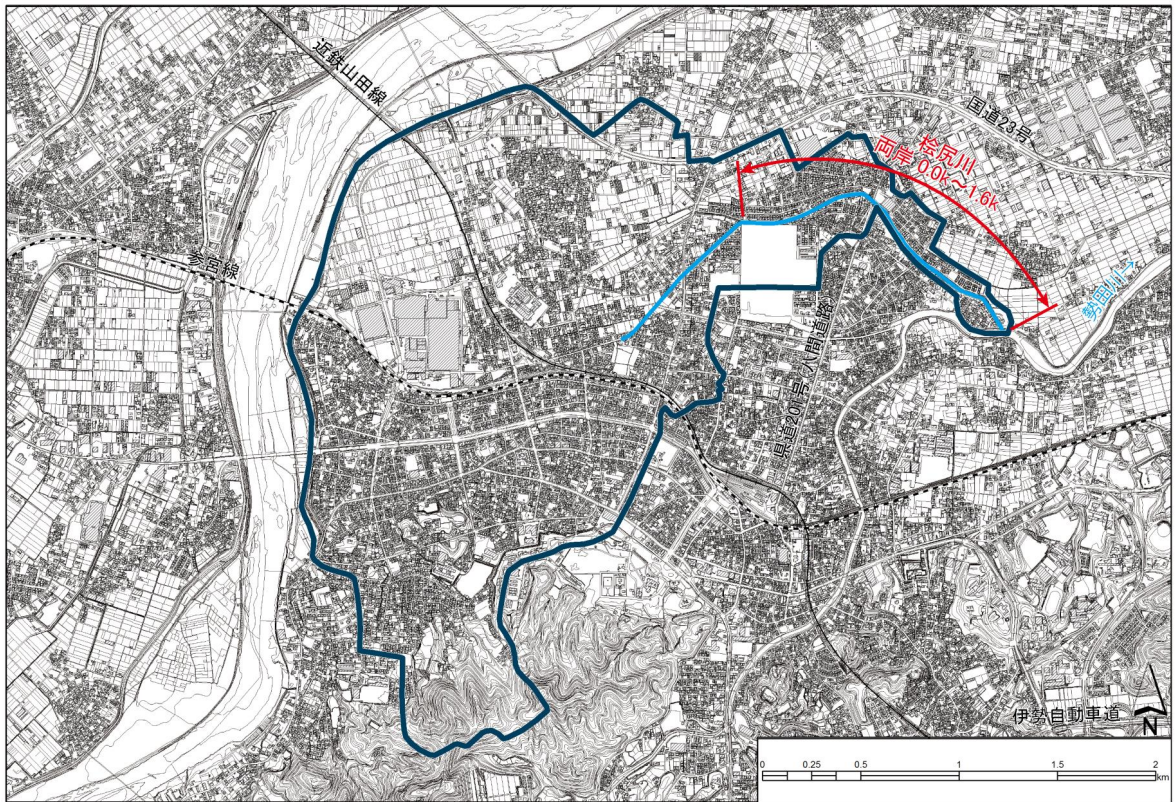 近鉄山田線
国道23号
桧尻川
両岸 0.0k～1.6k
参宮線
勢田川→
県道201号 八間道路
伊勢自動車道
N
0 0.25 0.5 1 1.5 2
km